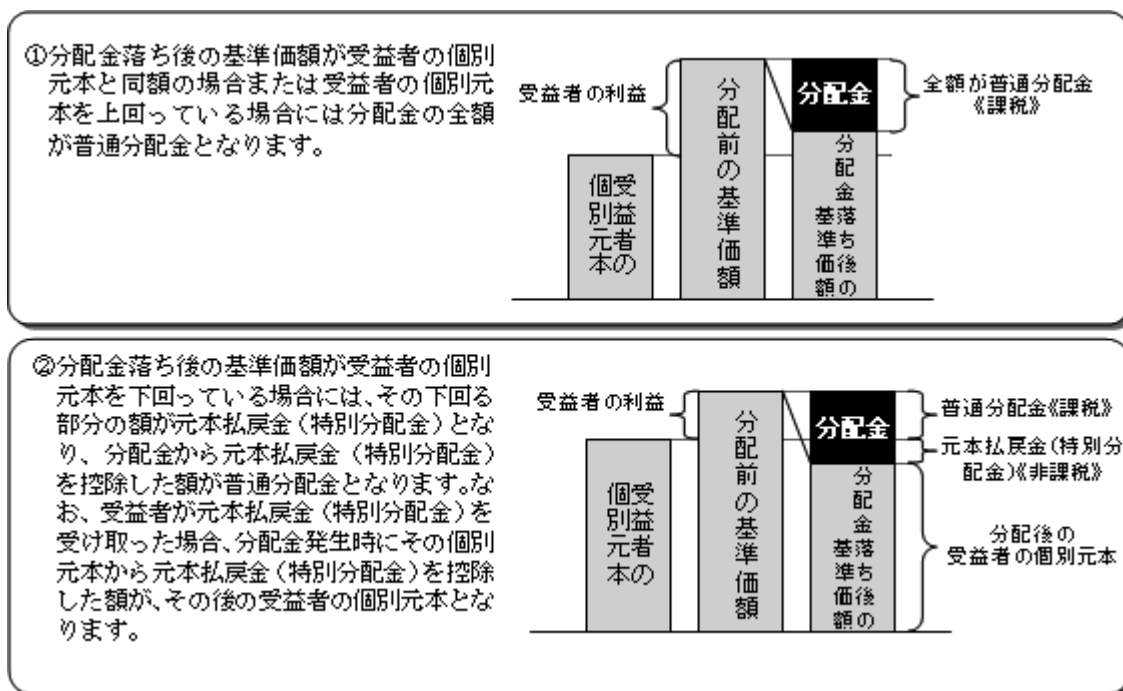 ①分配金落ち後の基準価額が受益者の個別
元本と同額の場合または受益者の個別元
本を上回っている場合には分配金の全額
が普通分配金となります。
受益者の利益
受益者の
個別元本
分配前の基準価額
分配金
分配金落ち後の
基準価額
全額が普通分配金
《課税》
②分配金落ち後の基準価額が受益者の個別
元本を下回っている場合には、その下回る
部分の額が元本払戻金（特別分配金）とな
り、分配金から元本払戻金（特別分配金）
を控除した額が普通分配金となります。な
お、受益者が元本払戻金（特別分配金）を
受け取った場合、分配金発生時にその個別
元本から元本払戻金（特別分配金）を控除
した額が、その後の受益者の個別元本とな
ります。
受益者の利益
受益者の
個別元本
分配前の基準価額
分配金
分配金落ち後の
基準価額
普通分配金《課税》
元本払戻金（特別分
配金）《非課税》
分配後の
受益者の個別元本